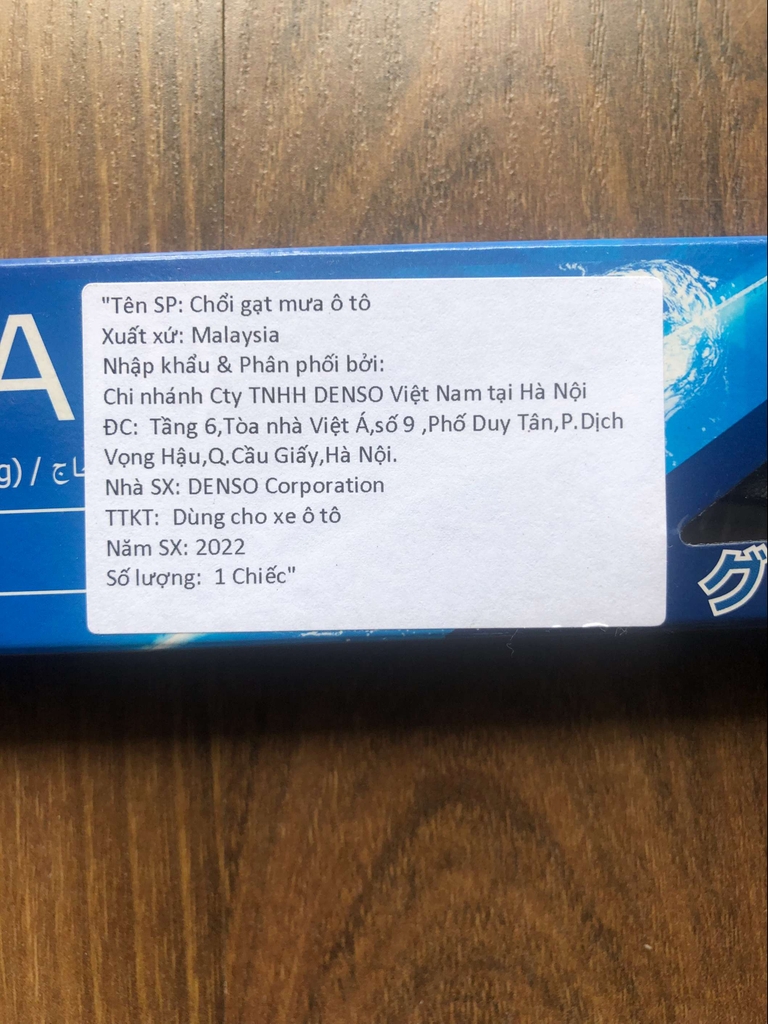 "Tên SP: Chổi gạt mưa ô tô
Xuất xứ: Malaysia
Nhập khẩu & Phân phối bởi:
Chi nhánh Cty TNHH DENSO Việt Nam tại Hà Nội
ĐC: Tầng 6,Tòa nhà Việt Á,số 9 ,Phố Duy Tân,P.Dịch
Vọng Hậu,Q.Cầu Giấy,Hà Nội.
Nhà SX: DENSO Corporation
TTKT: Dùng cho xe ô tô
Năm SX: 2022
Số lượng: 1 Chiếc"
A
g) /
グ